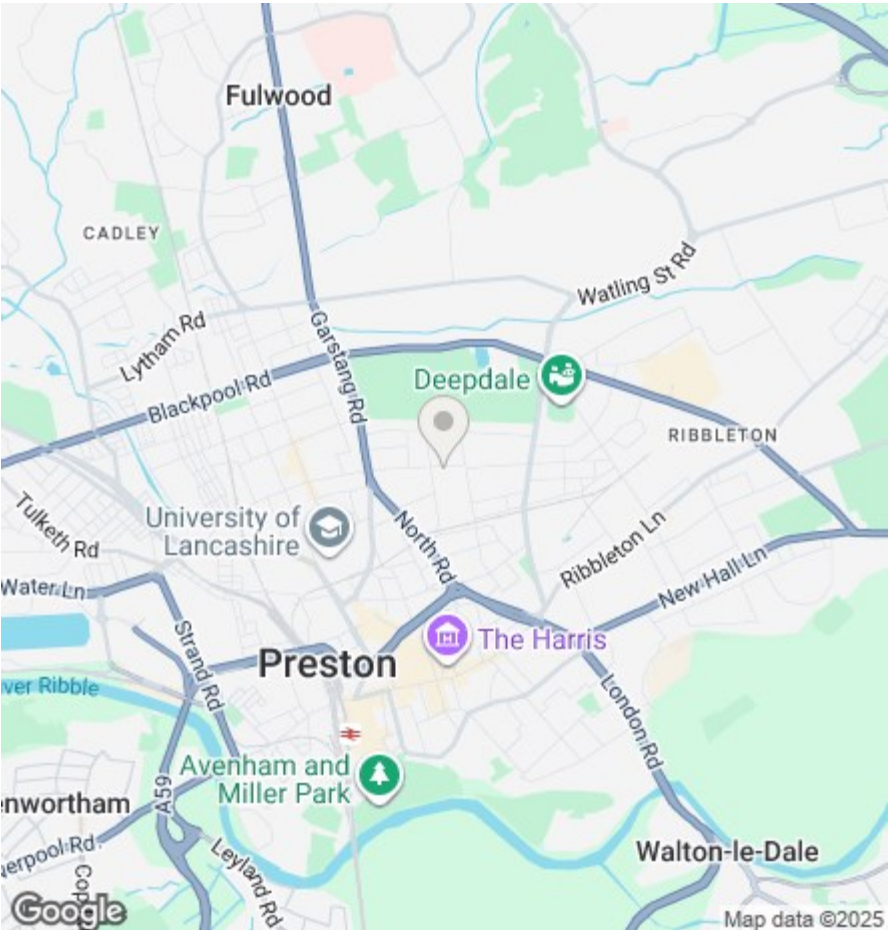 Fulwood
CADLEY
Watling St Rd
Lytham Rd
Garstang Rd
Blackpool Rd
Deepdale
RIBBLETON
Tulketh Rd
University of
Lancashire
North Rd
Ribbleton Ln
New Hall Ln
Water Ln
Strand Rd
The Harris
Preston
ver Ribble
London Rd
Avenham and
Miller Park
enwortham
A59
Walton-le-Dale
verpool Rd.
Leyland Rd
Cop
Google
Map data ©2025